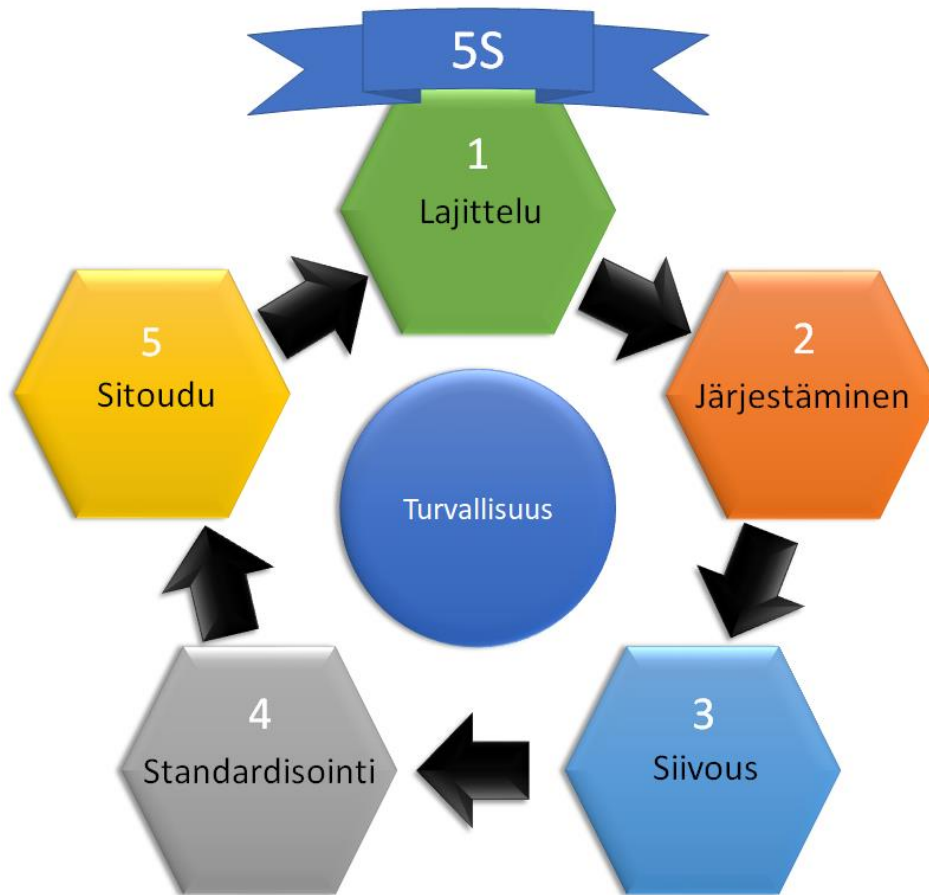 5S
1
Lajittelu
2
Järjestäminen
3
Siivous
4
Standardisointi
5
Sitoudu
Turvallisuus